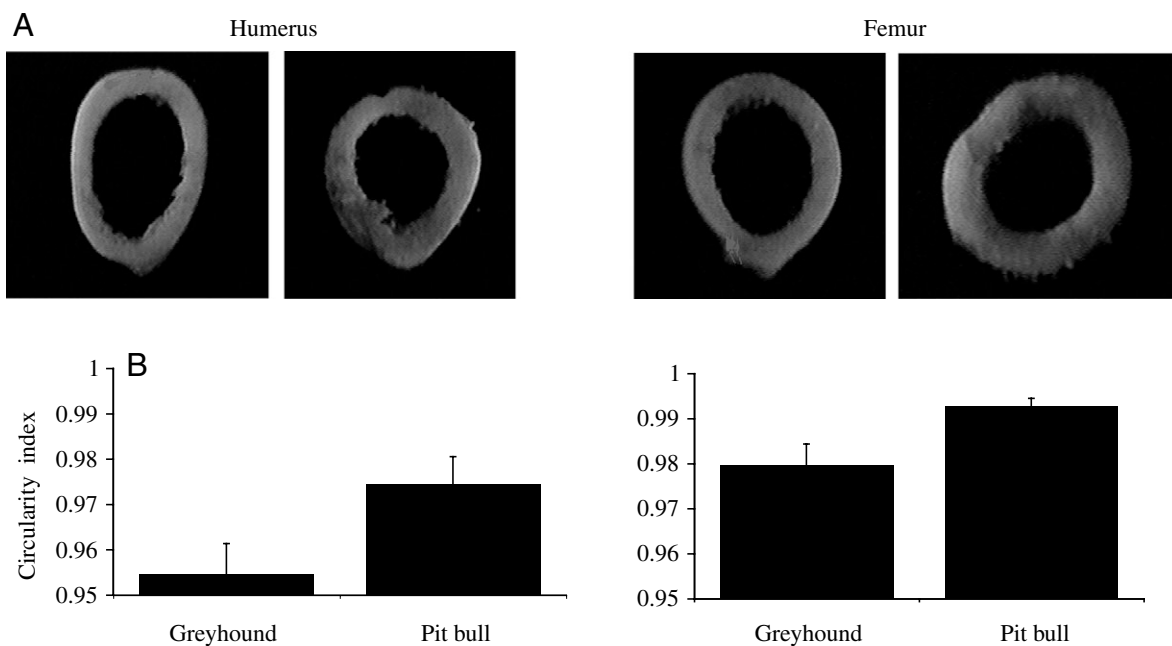 A
Humerus
Femur
B
Circularity index
1
0.99
0.98
0.97
0.96
0.95
Greyhound
Pit bull
1
0.99
0.98
0.97
0.96
0.95
Greyhound
Pit bull